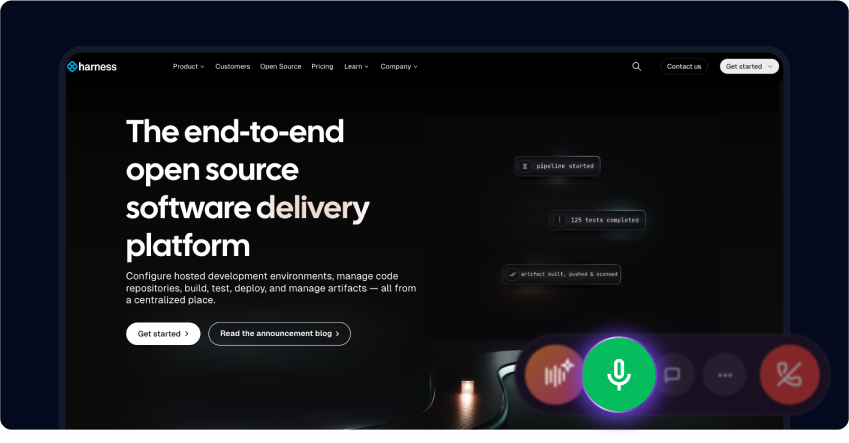 harness
Product
Customers
Open Source
Pricing
Learn
Company
Contact us
Get started
The end-to-end
open source
software delivery
platform
Configure hosted development environments, manage code
repositories, build, test, deploy, and manage artifacts — all from
a centralized place.
Get started
Read the announcement blog
pipeline started
125 tests completed
artifact built, pushed & scanned